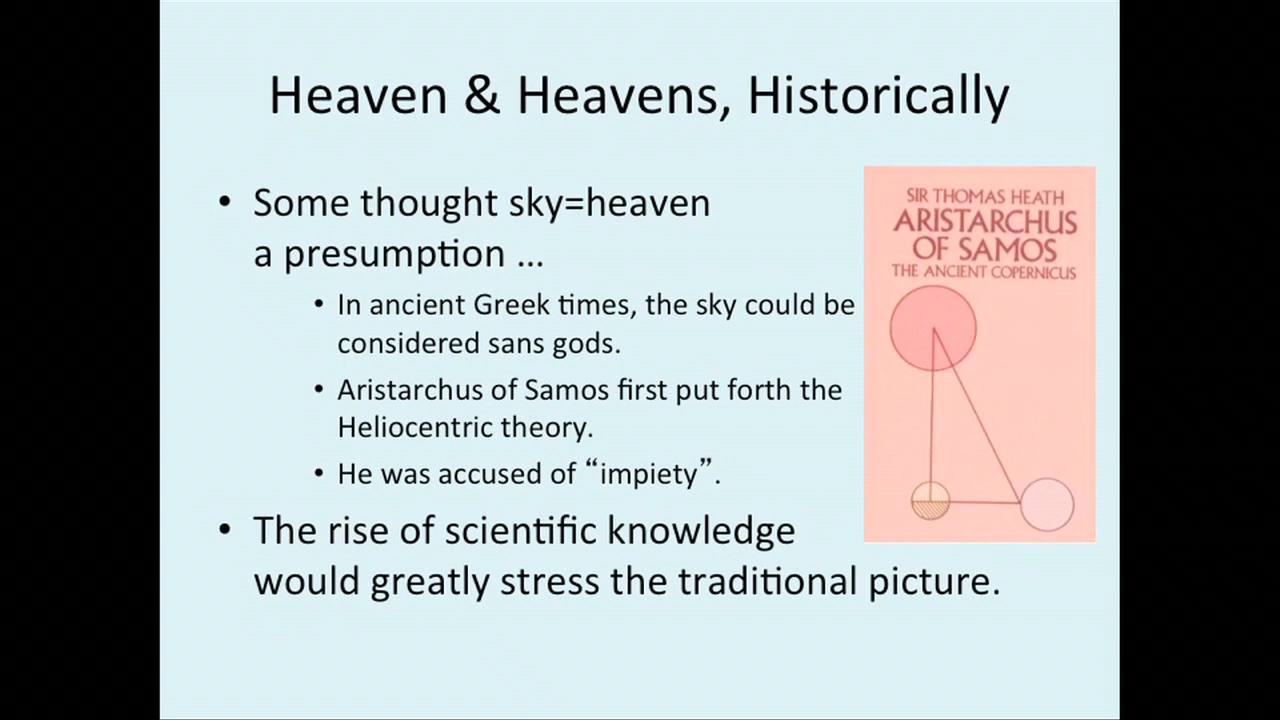 Heaven & Heavens, Historically
• Some thought sky=heaven
a presumption ...
• In ancient Greek times, the sky could be
considered sans gods.
• Aristarchus of Samos first put forth the
Heliocentric theory.
• He was accused of “impiety”.
• The rise of scientific knowledge
would greatly stress the traditional picture.
SIR THOMAS HEATH
ARISTARCHUS
OF SAMOS
THE ANCIENT COPERNICUS